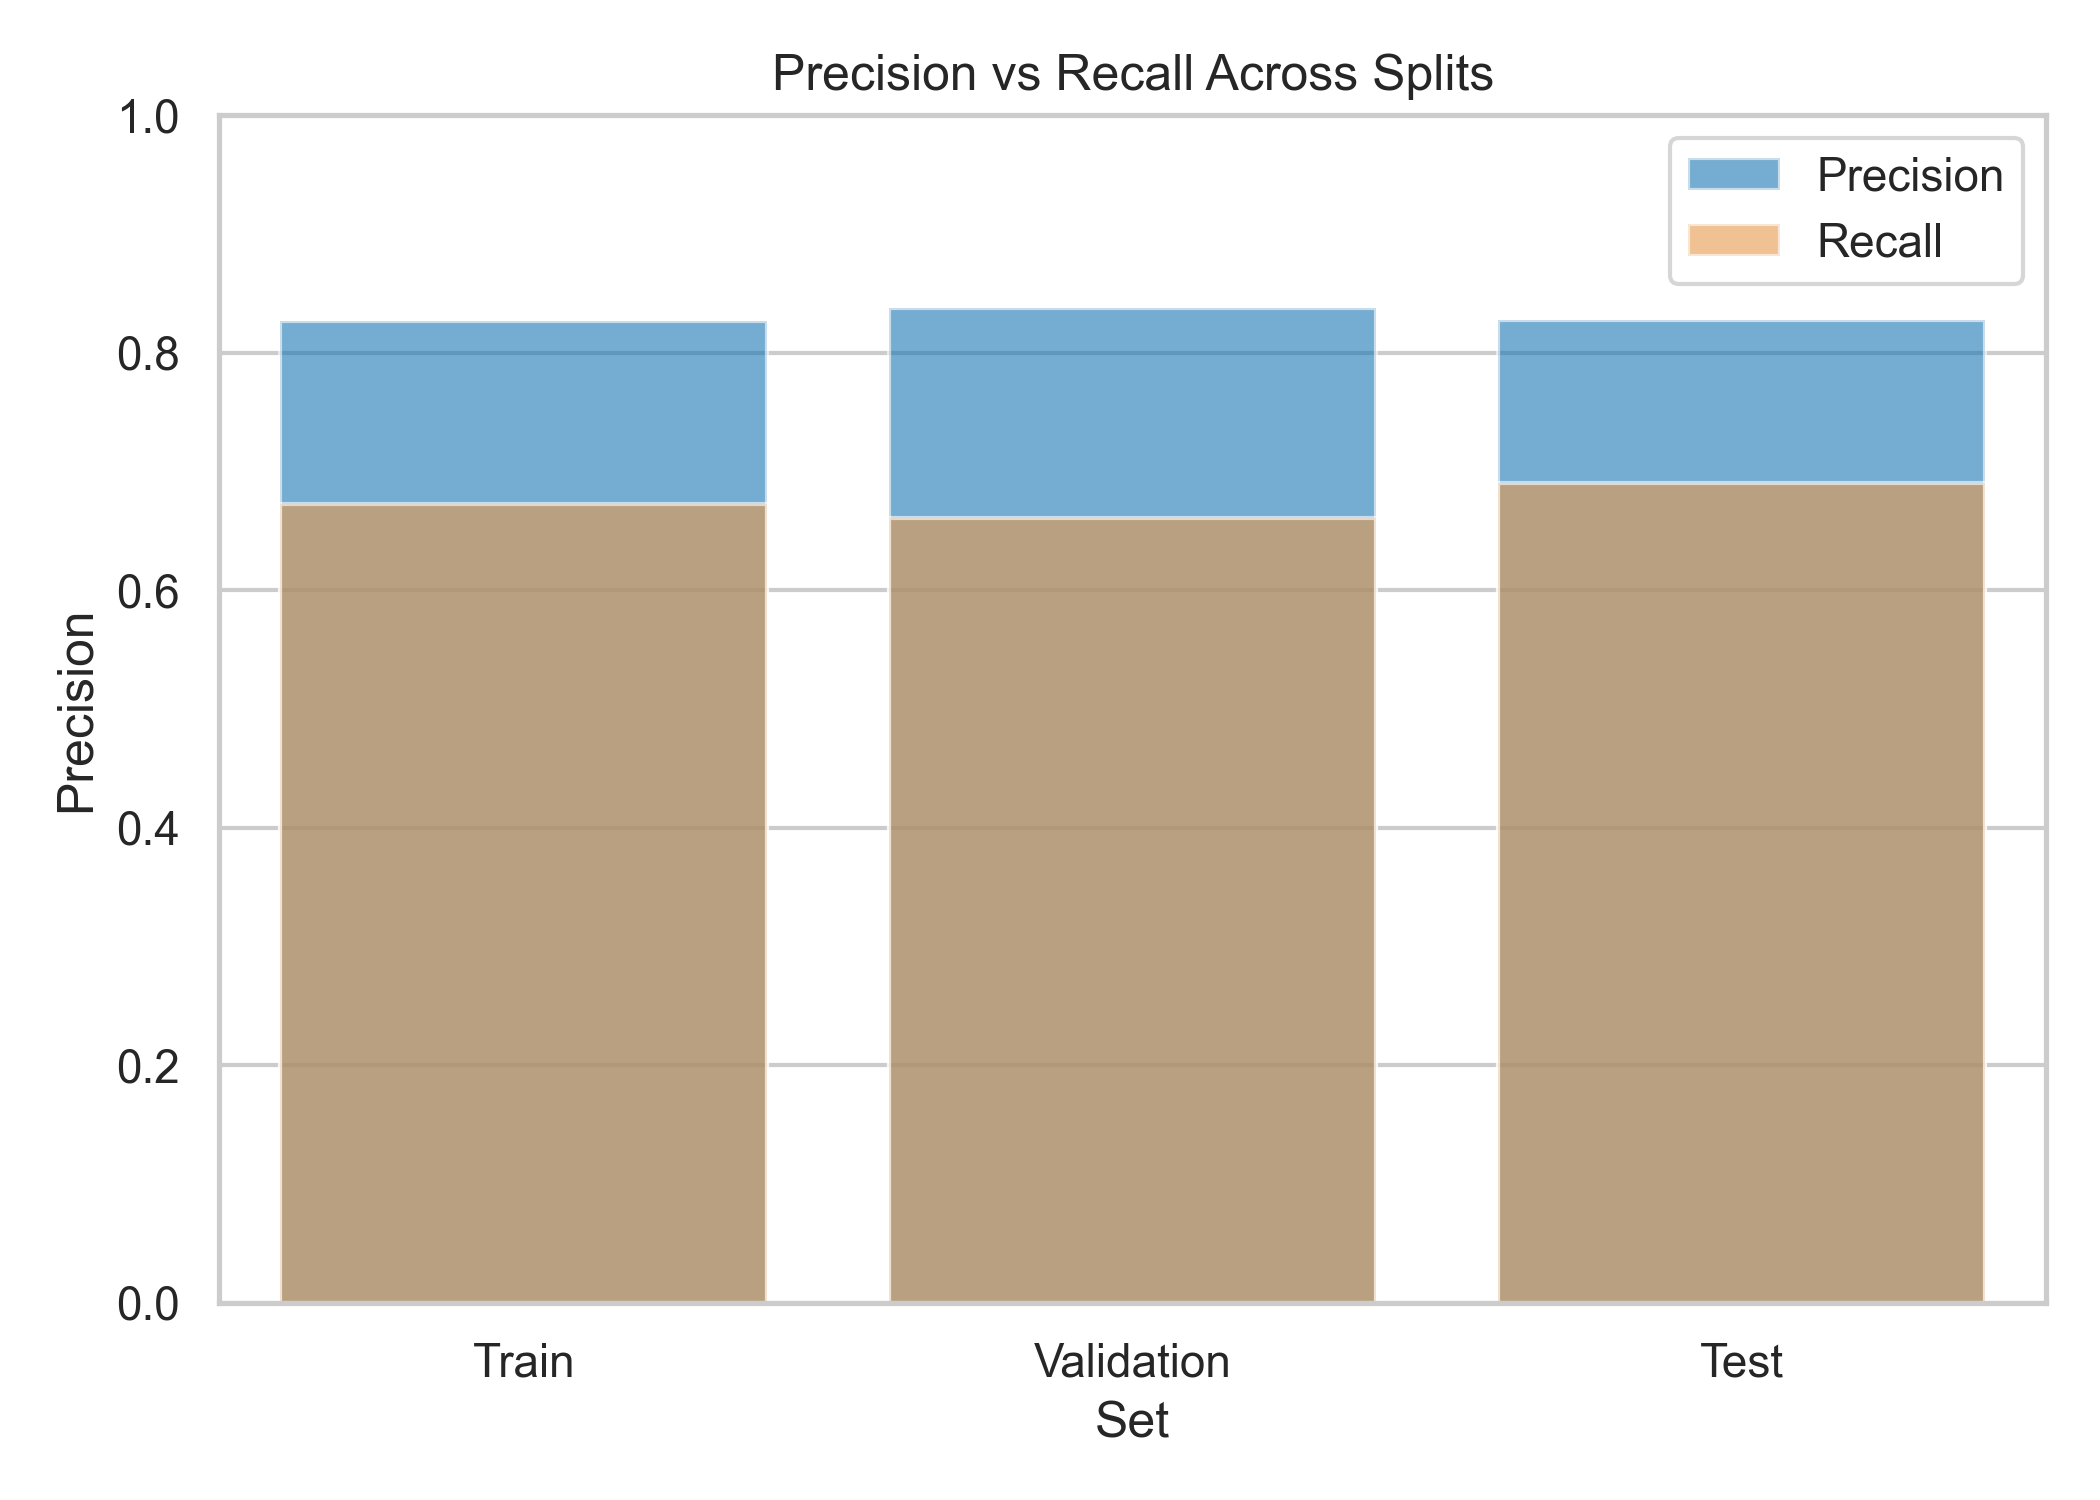 Precision vs Recall Across Splits
1.0
0.8
0.6
0.4
0.2
0.0
Precision
Precision
Recall
Train
Validation
Test
Set